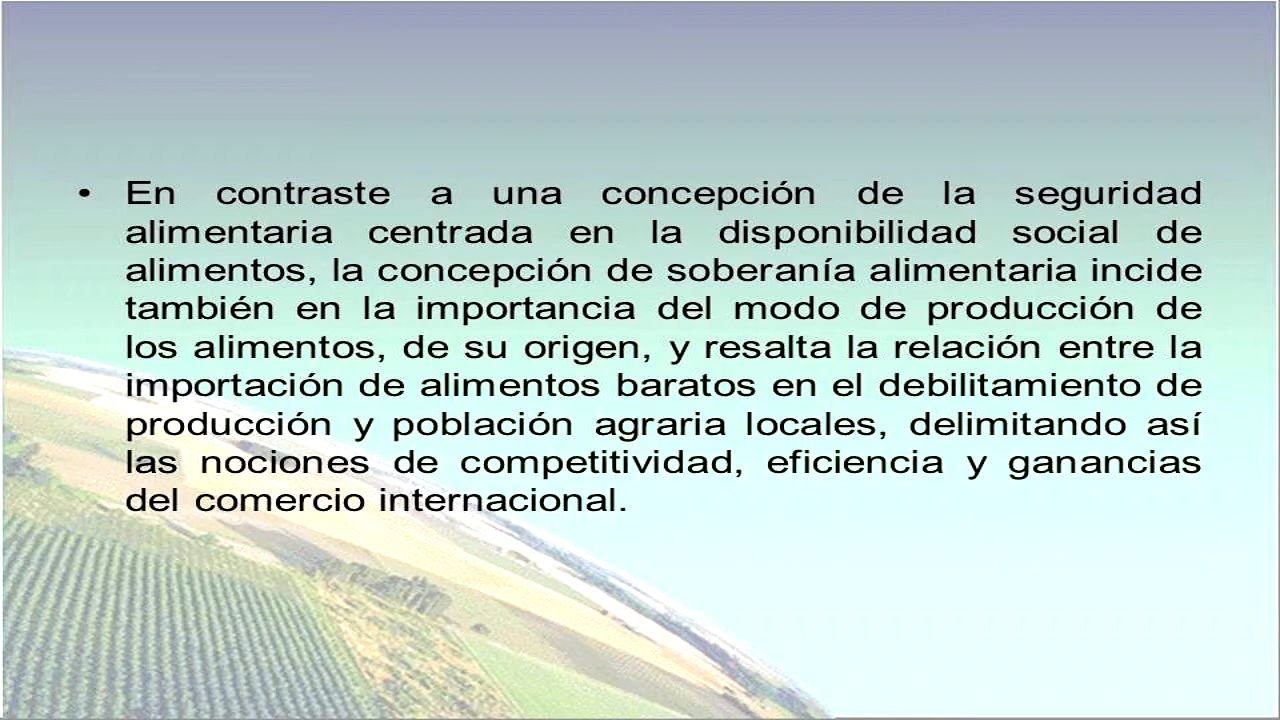 • En contraste a una concepción de la seguridad
alimentaria centrada en la disponibilidad social de
alimentos, la concepción de soberanía alimentaria incide
también en la importancia del modo de producción de
los alimentos, de su origen, y resalta la relación entre la
importación de alimentos baratos en el debilitamiento de
producción y población agraria locales, delimitando así
las nociones de competitividad, eficiencia y ganancias
del comercio internacional.